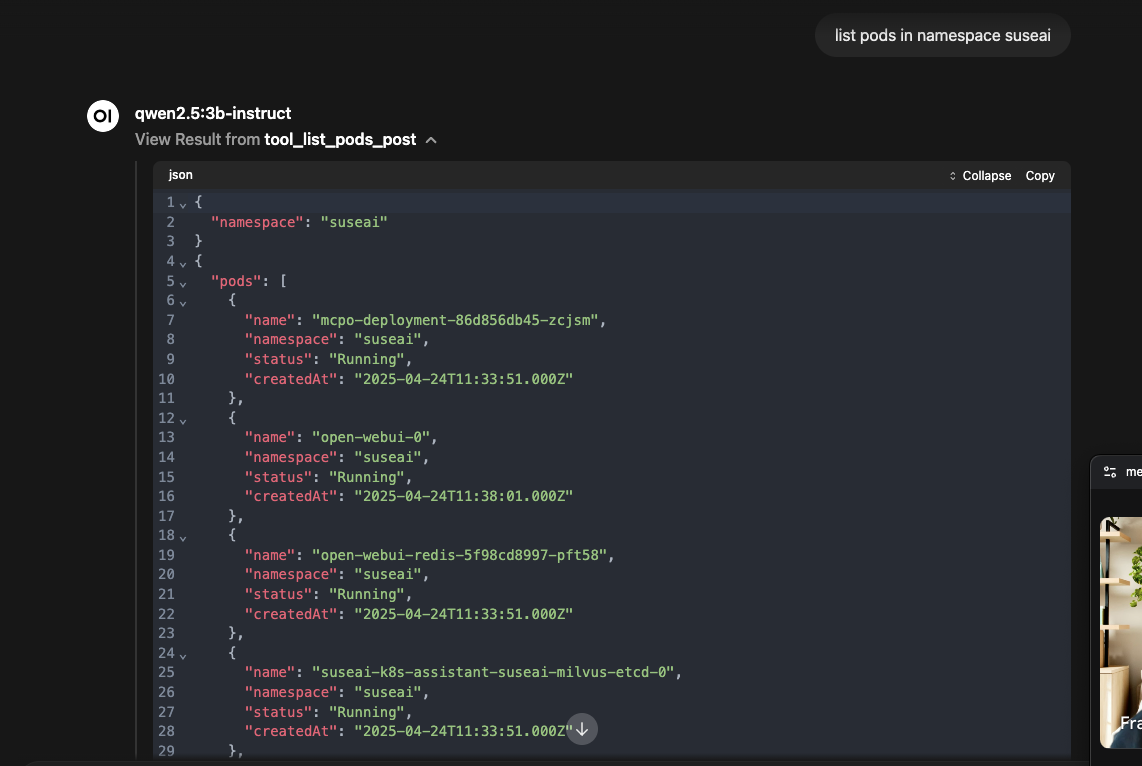 list pods in namespace suseai
OI
qwen2.5:3b-instruct
View Result from tool_list_pods_post
json
Collapse Copy
1 {
2 "namespace": "suseai"
3 }
4 {
5 "pods": [
6 {
7 "name": "mcpo-deployment-86d856db45-zcjsm",
8 "namespace": "suseai",
9 "status": "Running",
10 "createdAt": "2025-04-24T11:33:51.000Z"
11 },
12 {
13 "name": "open-webui-0",
14 "namespace": "suseai",
15 "status": "Running",
16 "createdAt": "2025-04-24T11:38:01.000Z"
17 },
18 {
19 "name": "open-webui-redis-5f98cd8997-pft58",
20 "namespace": "suseai",
21 "status": "Running",
22 "createdAt": "2025-04-24T11:33:51.000Z"
23 },
24 {
25 "name": "suseai-k8s-assistant-suseai-milvus-etcd-0",
26 "namespace": "suseai",
27 "status": "Running",
28 "createdAt": "2025-04-24T11:33:51.000Z"
29 },
me
Fra